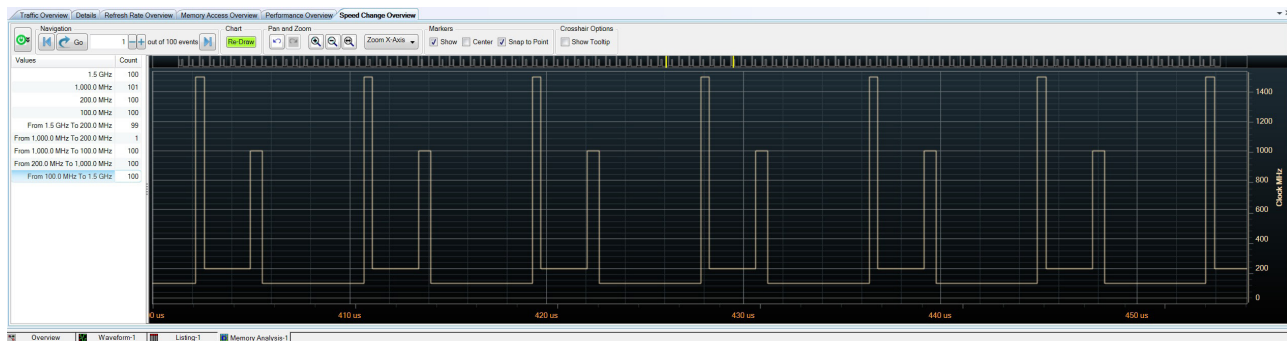 Traffic Overview Details Refresh Rate Overview Memory Access Overview Performance Overview Speed Change Overview
Navigation Chart Pan and Zoom Markers Crosshair Options
Go 1 out of 100 events Re-Draw Zoom X-Axis Show Center Snap to Point Show Tooltip
Values Count
1.5 GHz 100
1.000.0 MHz 101
200.0 MHz 100
100.0 MHz 100
From 1.5 GHz To 200.0 MHz 99
From 1,000.0 MHz To 200.0 MHz 1
From 1,000.0 MHz To 100.0 MHz 100
From 200.0 MHz To 1,000.0 MHz 100
From 100.0 MHz To 1.5 GHz 100
1400
1200
1000
800
600
400
200
0
Clock MHz
0 us 410 us 420 us 430 us 440 us 450 us
Overview Waveform-1 Listing-1 Memory Analysis-1